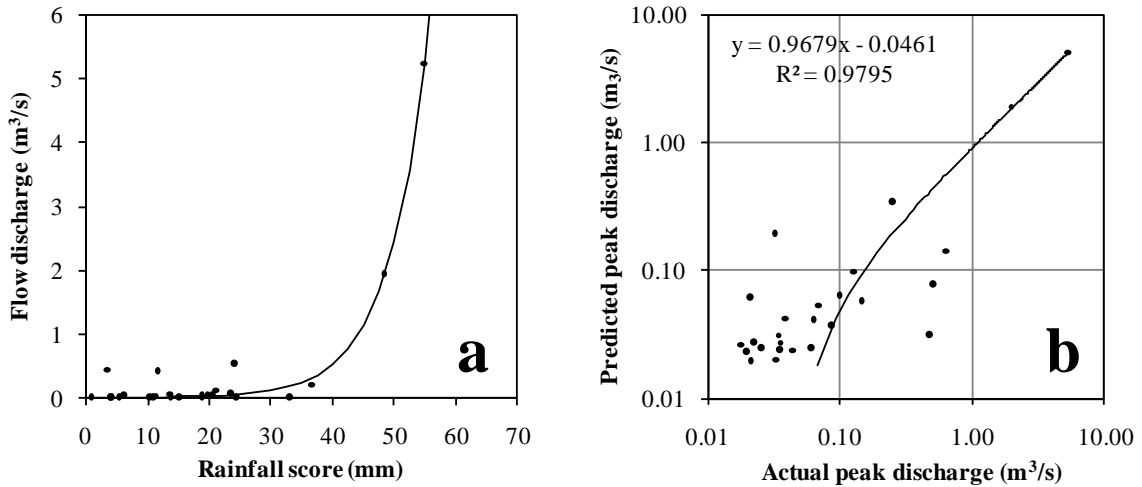 6
5
4
3
2
1
0
0 10 20 30 40 50 60 70
Flow discharge (m³/s)
Rainfall score (mm)
a
10.00
1.00
0.10
0.01
0.01 0.10 1.00 10.00
y = 0.9679x - 0.0461
R² = 0.9795
Predicted peak discharge (m₃/s)
Actual peak discharge (m³/s)
b